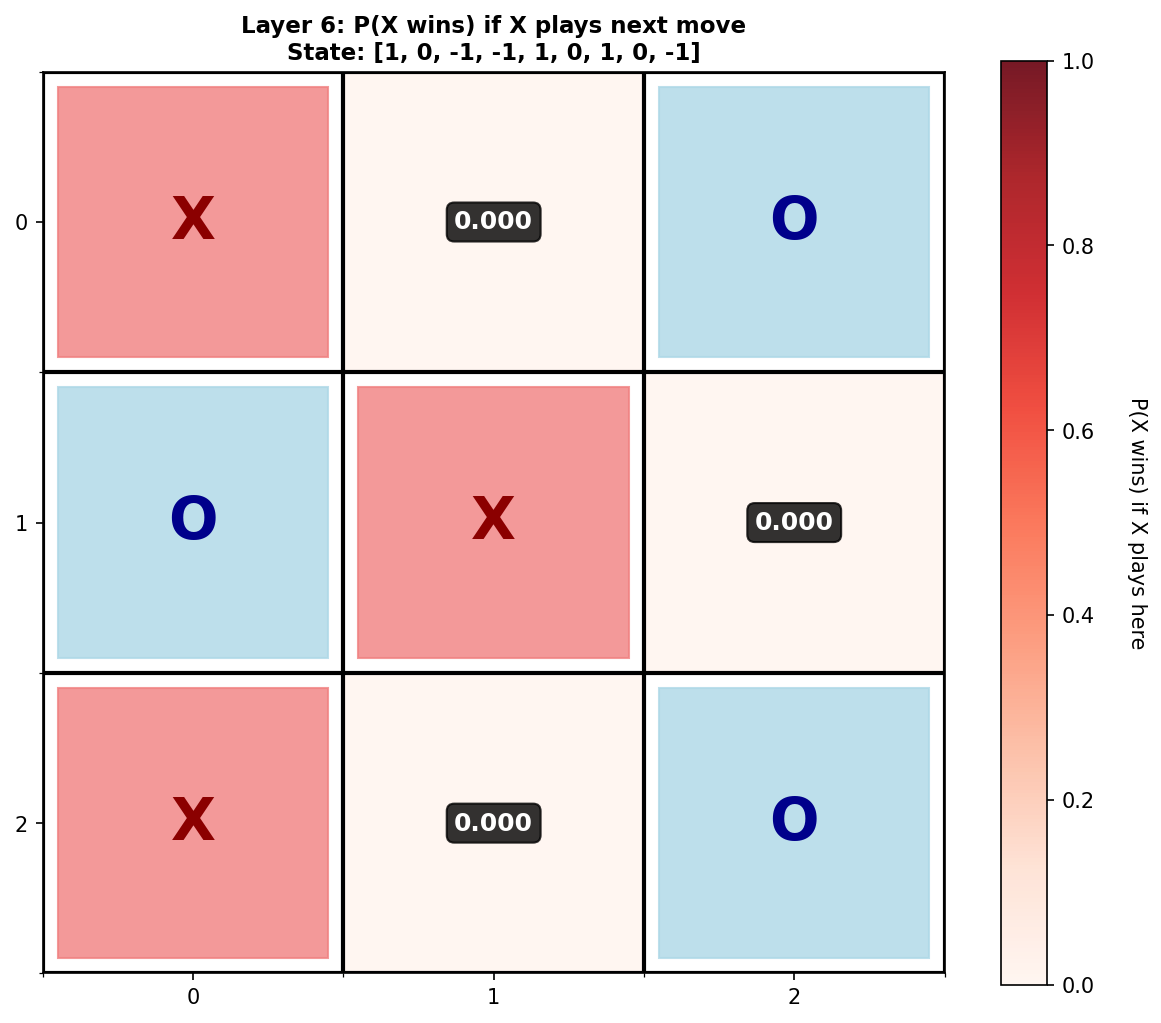 Layer 6: P(X wins) if X plays next move
State: [1, 0, -1, -1, 1, 0, 1, 0, -1]
X
0.000
O
O
X
0.000
X
0.000
O
0
1
2
0
1
2
1.0
0.8
0.6
0.4
0.2
0.0
P(X wins) if X plays here